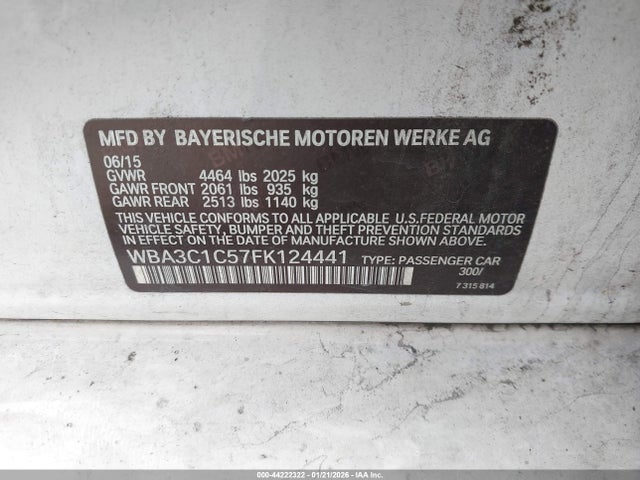 MFD BY BAYERISCHE MOTOREN WERKE AG
06/15
GVWR 4464 lbs 2025 kg
GAWR FRONT 2061 lbs 935 kg
GAWR REAR 2513 lbs 1140 kg
THIS VEHICLE CONFORMS TO ALL APPLICABLE U.S.FEDERAL MOTOR
VEHICLE SAFETY, BUMPER AND THEFT PREVENTION STANDARDS
IN EFFECT ON THE DATE OF MANUFACTURE SHOWN ABOVE.
WBA3C1C57FK124441 TYPE: PASSENGER CAR
300/
7 315 814
000-44222322 - 01/21/2026 - IAA Inc.